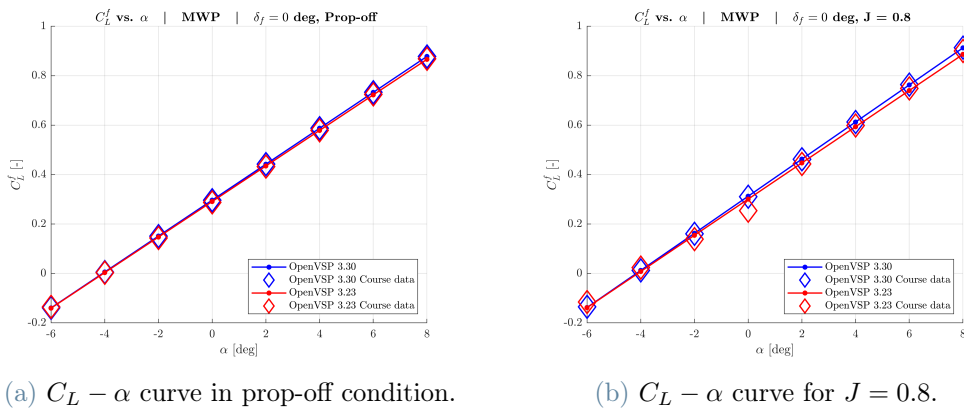 C_L^f vs. α | MWP | δ_f = 0 deg, Prop-off
1
0.8
0.6
0.4
0.2
0
-0.2
C_L^f [-]
-6 -4 -2 0 2 4 6 8
α [deg]
OpenVSP 3.30
OpenVSP 3.30 Course data
OpenVSP 3.23
OpenVSP 3.23 Course data
(a) C_L − α curve in prop-off condition.
C_L^f vs. α | MWP | δ_f = 0 deg, J = 0.8
1
0.8
0.6
0.4
0.2
0
-0.2
C_L^f [-]
-6 -4 -2 0 2 4 6 8
α [deg]
OpenVSP 3.30
OpenVSP 3.30 Course data
OpenVSP 3.23
OpenVSP 3.23 Course data
(b) C_L − α curve for J = 0.8.